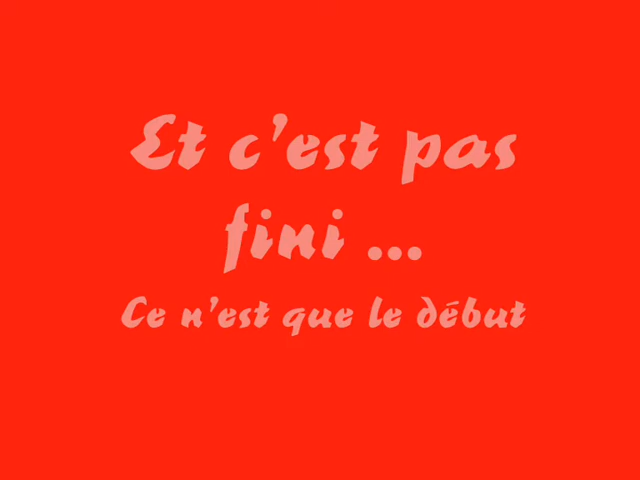 Et c’est pas
fini ...
Ce n’est que le début